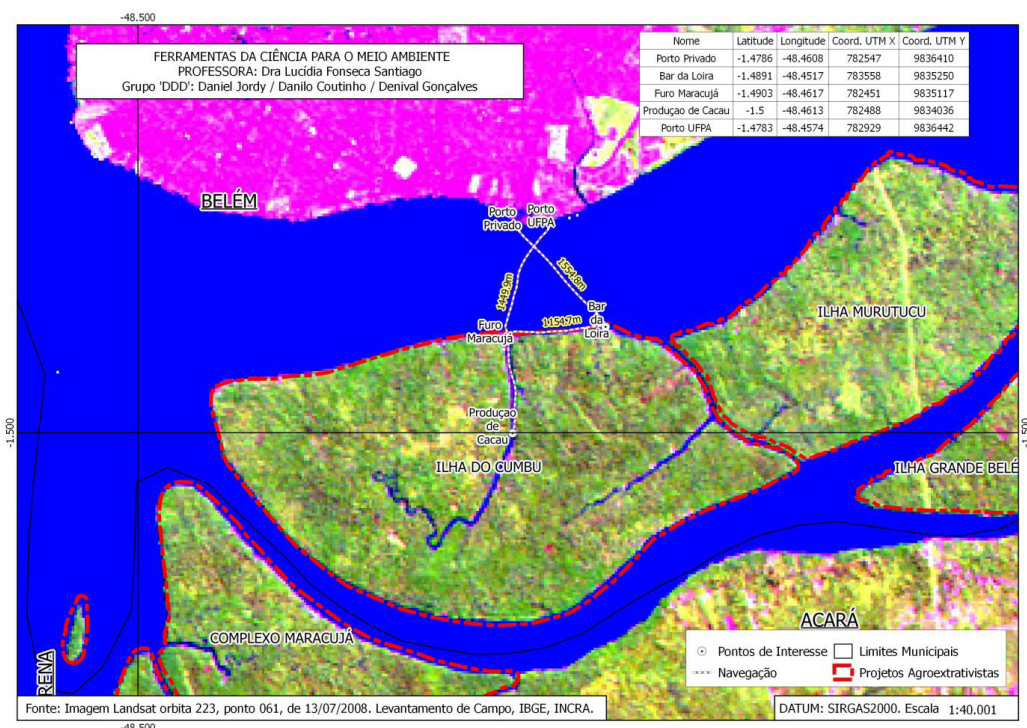 -48.500
FERRAMENTAS DA CIÊNCIA PARA O MEIO AMBIENTE
PROFESSORA: Dra Lucídia Fonseca Santiago
Grupo 'DDD': Daniel Jordy / Danilo Coutinho / Denival Gonçalves
Nome Latitude Longitude Coord. UTM X Coord. UTM Y
Porto Privado -1.4786 -48.4608 782547 9836410
Bar da Loira -1.4891 -48.4517 783558 9835250
Furo Maracujá -1.4903 -48.4617 782451 9835117
Produçao de Cacau -1.5 -48.4613 782488 9834036
Porto UFPA -1.4783 -48.4574 782929 9836442
BELÉM
Porto
Privado
Porto
UFPA
1449.9m
1554.8m
1154.7m
Furo
Maracujá
Bar
da
Loira
ILHA MURUTUCU
Produçao
de
Cacau
-1.500
-1.500
ILHA DO CUMBU
ILHA GRANDE BELÉ
COMPLEXO MARACUJÁ
ACARÁ
RENA
Pontos de Interesse
Limites Municipais
Navegação
Projetos Agroextrativistas
Fonte: Imagem Landsat orbita 223, ponto 061, de 13/07/2008. Levantamento de Campo, IBGE, INCRA.
DATUM: SIRGAS2000. Escala 1:40.001
-48.500